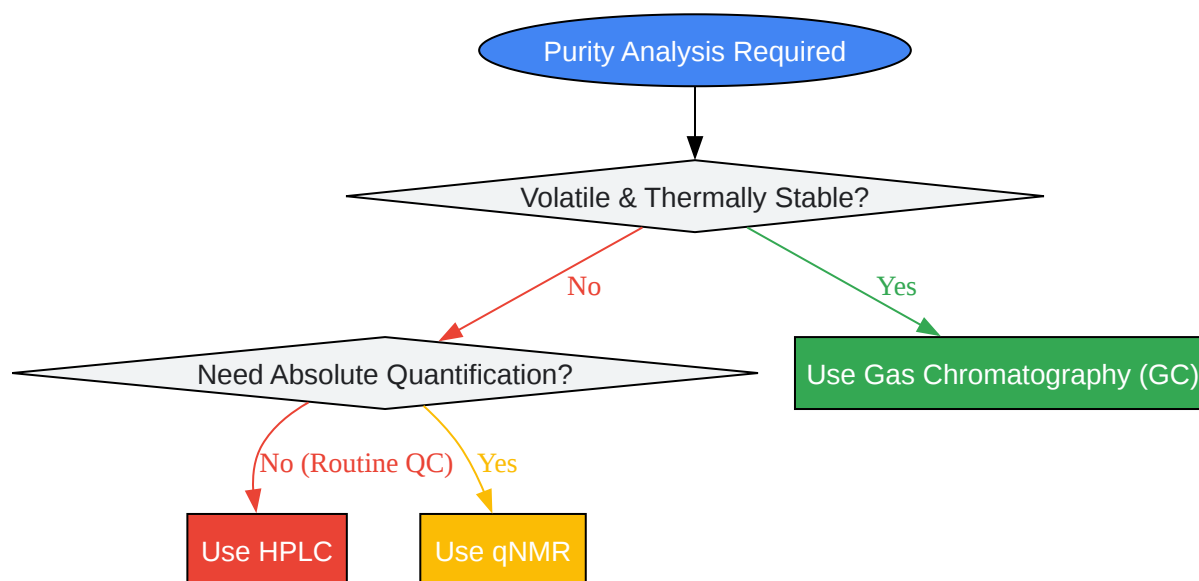 Purity Analysis Required
Volatile & Thermally Stable?
No
Yes
Need Absolute Quantification?
Use Gas Chromatography (GC)
No (Routine QC)
Yes
Use HPLC
Use qNMR